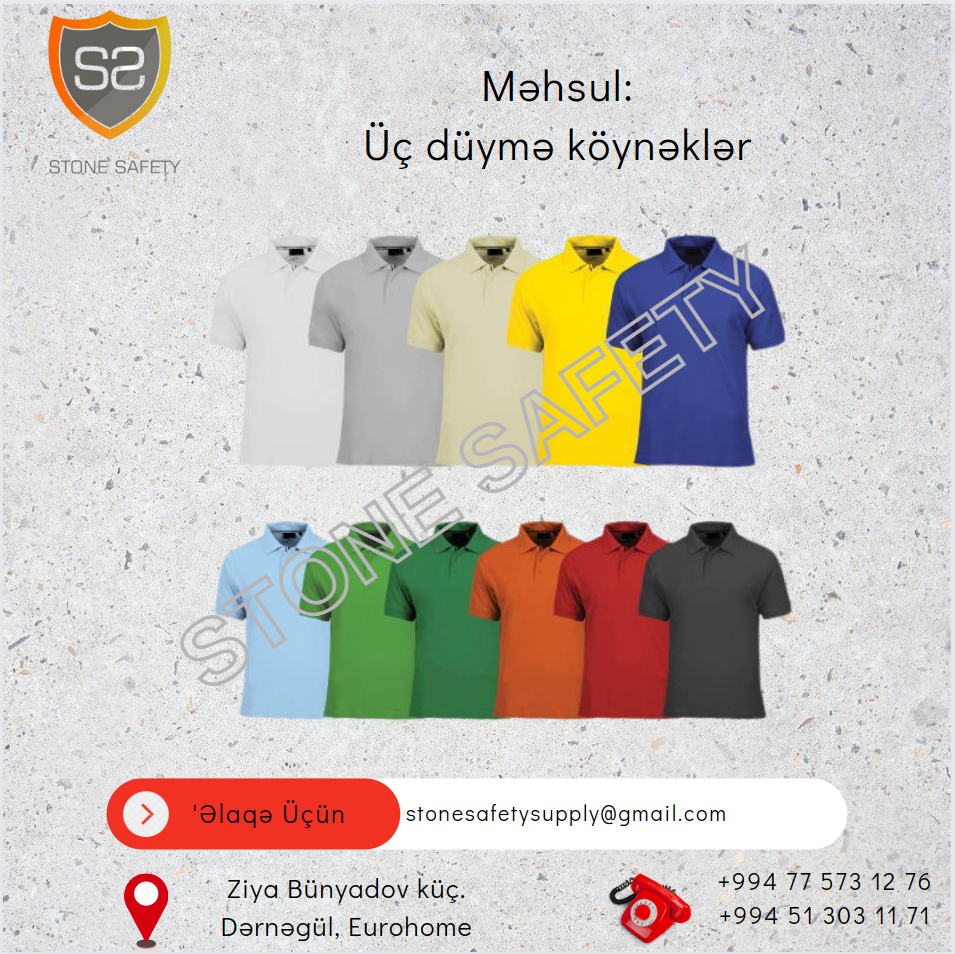 SS
STONE SAFETY
Məhsul:
Üç düymə köynəklər
STONE SAFETY
'Əlaqə Üçün
stonesafetysupply@gmail.com
Ziya Bünyadov küç.
Dərnəgül, Eurohome
+994 77 573 12 76
+994 51 303 11 71